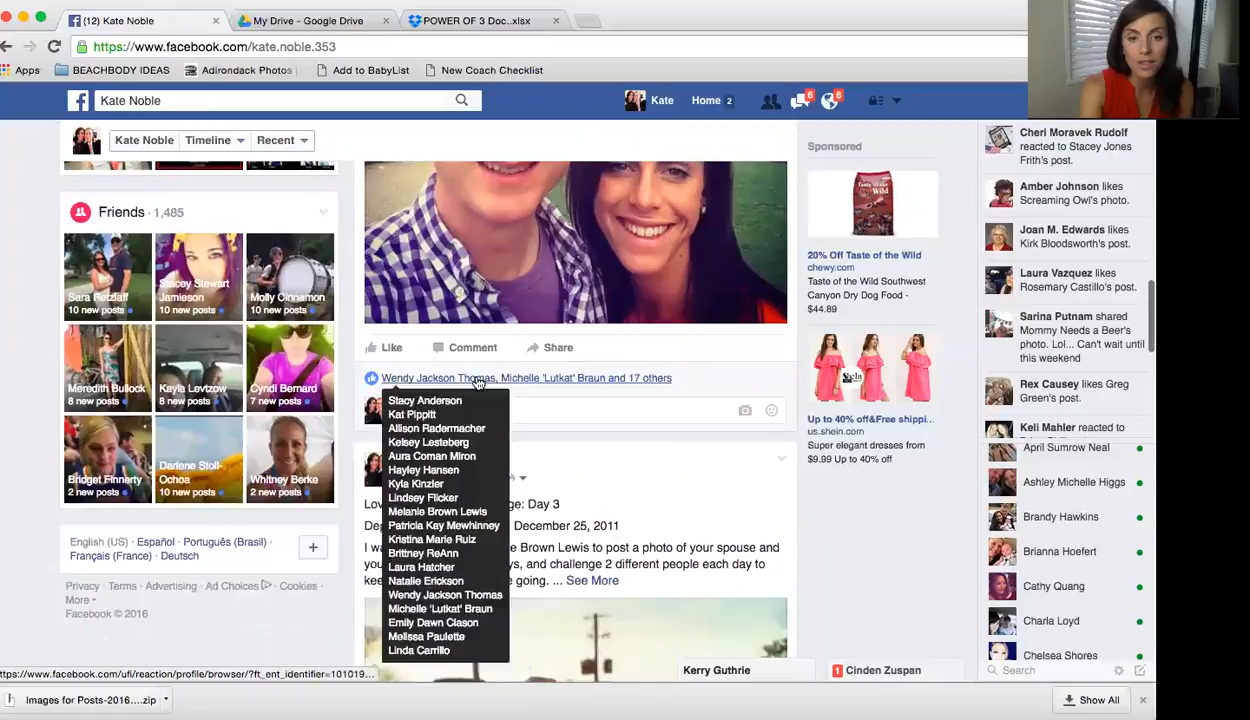 (12) Kate Noble
My Drive - Google Drive
POWER OF 3 Doc..xlsx
https://www.facebook.com/kate.noble.353
Apps
BEACHBODY IDEAS
Adirondack Photos
Add to BabyList
New Coach Checklist
Kate Noble
Kate
Home 2
6
8
Kate Noble
Timeline
Recent
Friends · 1,485
Sara Retzlaff
10 new posts
Stacey Stewart
Jamieson
10 new posts
Molly Cinnamon
10 new posts
Meredith Bullock
8 new posts
Kayla Levtzow
8 new posts
Cyndi Bernard
7 new posts
Bridget Finnerty
2 new posts
Darlene Stoll-
Ochoa
10 new posts
Whitney Berke
2 new posts
English (US) · Español · Português (Brasil) ·
Français (France) · Deutsch
Privacy · Terms · Advertising · Ad Choices · Cookies ·
More
Facebook © 2016
Like
Comment
Share
Wendy Jackson Thomas, Michelle 'Lutkat' Braun and 17 others
Stacy Anderson
Kat Pippitt
Allison Radermacher
Kelsey Lesteberg
Aura Coman Miron
Hayley Hansen
Kyla Kinzler
Lindsey Flicker
Melanie Brown Lewis
Patricia Kay Mewhinney
Kristina Marie Ruiz
Brittney ReAnn
Laura Hatcher
Natalie Erickson
Wendy Jackson Thomas
Michelle 'Lutkat' Braun
Emily Dawn Clason
Melissa Paulette
Linda Carrillo
Lov
ge: Day 3
Dep
December 25, 2011
I wa
e Brown Lewis to post a photo of your spouse and
ys, and challenge 2 different people each day to
kee
e going. ... See More
Sponsored
20% Off Taste of the Wild
chewy.com
Taste of the Wild Southwest
Canyon Dry Dog Food -
$44.89
SheIn
Up to 40% off&Free shippi...
us.shein.com
Super elegant dresses from
$9.99 Up to 40% off
Cheri Moravek Rudolf
reacted to Stacey Jones
Frith's post.
Amber Johnson likes
Screaming Owl's photo.
Joan M. Edwards likes
Kirk Bloodsworth's post.
Laura Vazquez likes
Rosemary Castillo's post.
Sarina Putnam shared
Mommy Needs a Beer's
photo. Lol... Can't wait until
this weekend
Rex Causey likes Greg
Green's post.
Keli Mahler reacted to
April Sumrow Neal
Ashley Michelle Higgs
Brandy Hawkins
Brianna Hoefert
Cathy Quang
Charla Loyd
Chelsea Shores
Search
Kerry Guthrie
1 Cinden Zuspan
https://www.facebook.com/ufi/reaction/profile/browser/?ft_ent_identifier=101019...
Images for Posts-2016....zip
Show All